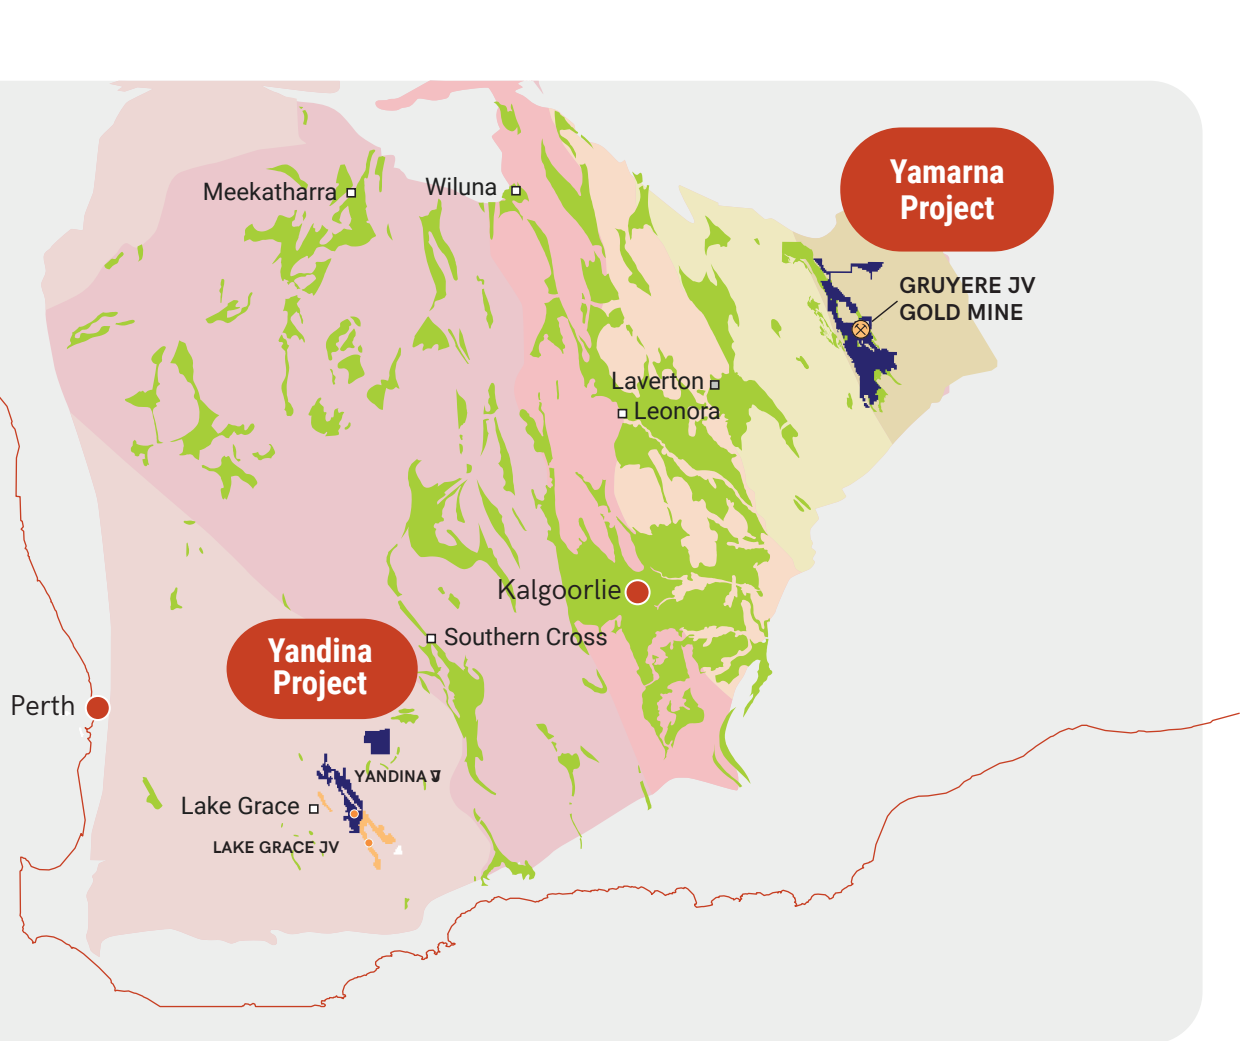 Yamarna
Project
Meekatharra
Wiluna
GRUYERE JV
GOLD MINE
Laverton
Leonora
Kalgoorlie
Southern Cross
Yandina
Project
Perth
YANDINA
Lake Grace
LAKE GRACE JV